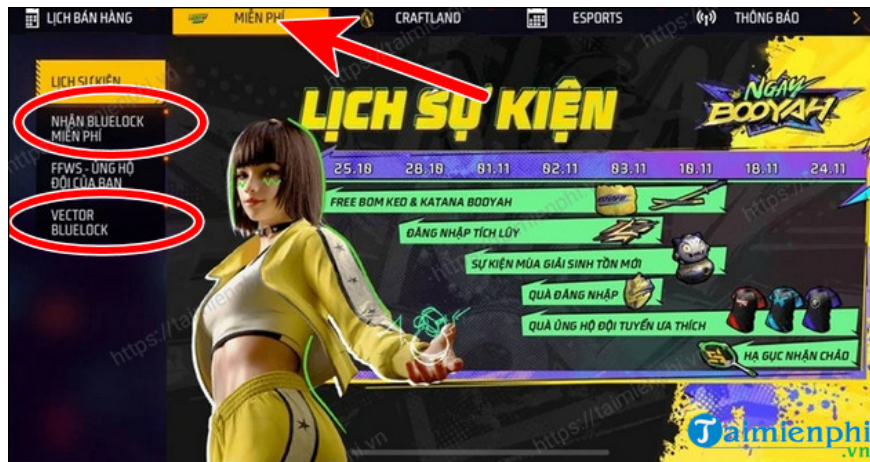 LỊCH BÁN HÀNG
MIỄN PHÍ
CRAFTLAND
ESPORTS
THÔNG BÁO
LỊCH SỰ KIỆN
NHẬN BLUELOCK
MIỄN PHÍ
FFWS - ỦNG HỘ
ĐỘI CỦA BẠN
VECTOR
BLUELOCK
LỊCH SỰ KIỆN
NGÀY
BOOYAH
25.10 28.10 01.11 02.11 03.11 10.11 18.11 24.11
FREE BOM KEO & KATANA BOOYAH
ĐĂNG NHẬP TÍCH LŨY
SỰ KIỆN MÙA GIẢI SINH TỒN MỚI
QUÀ ĐĂNG NHẬP
QUÀ ỦNG HỘ ĐỘI TUYỂN ƯA THÍCH
HẠ GỤC NHẬN CHẢO
Taimienphi
.vn